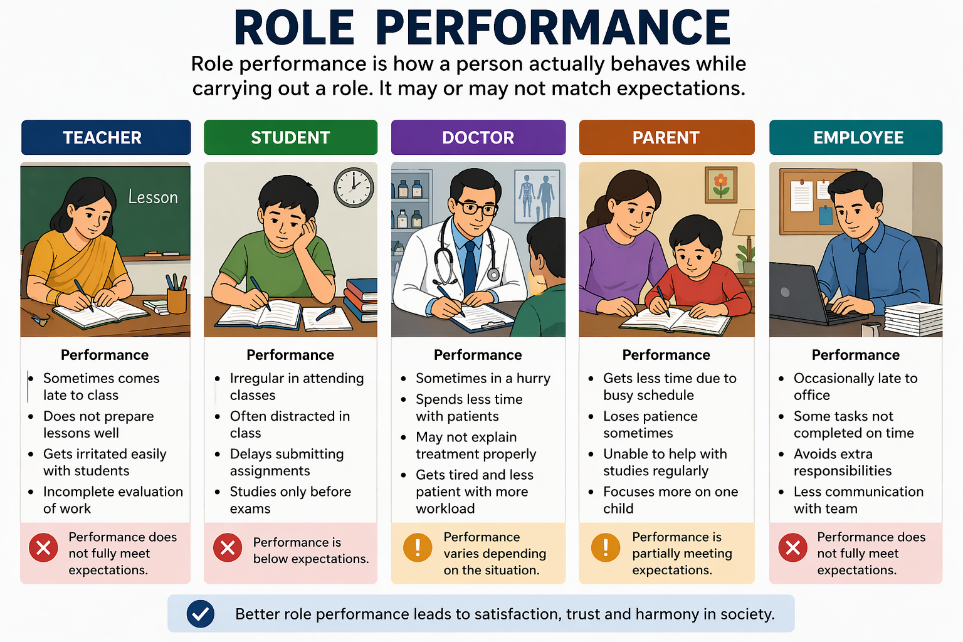 ROLE PERFORMANCE
Role performance is how a person actually behaves while
carrying out a role. It may or may not match expectations.
TEACHER
Lesson
Performance
• Sometimes comes
late to class
• Does not prepare
lessons well
• Gets irritated easily
with students
• Incomplete evaluation
of work
Performance does
not fully meet
expectations.
STUDENT
Performance
• Irregular in attending
classes
• Often distracted in
class
• Delays submitting
assignments
• Studies only before
exams
Performance is
below expectations.
DOCTOR
Performance
• Sometimes in a hurry
• Spends less time
with patients
• May not explain
treatment properly
• Gets tired and less
patient with more
workload
Performance
varies depending
on the situation.
PARENT
Performance
• Gets less time due to
busy schedule
• Loses patience
sometimes
• Unable to help with
studies regularly
• Focuses more on one
child
Performance is
partially meeting
expectations.
EMPLOYEE
Performance
• Occasionally late to
office
• Some tasks not
completed on time
• Avoids extra
responsibilities
• Less communication
with team
Performance does
not fully meet
expectations.
Better role performance leads to satisfaction, trust and harmony in society.